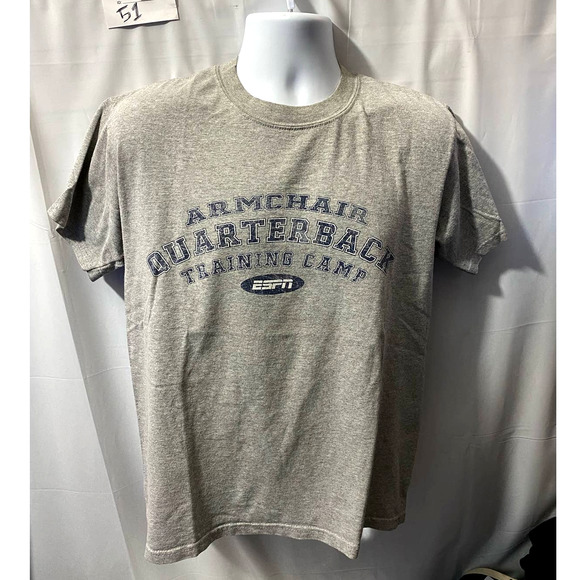 51
ARMCHAIR
QUARTERBACK
TRAINING CAMP
ESPN